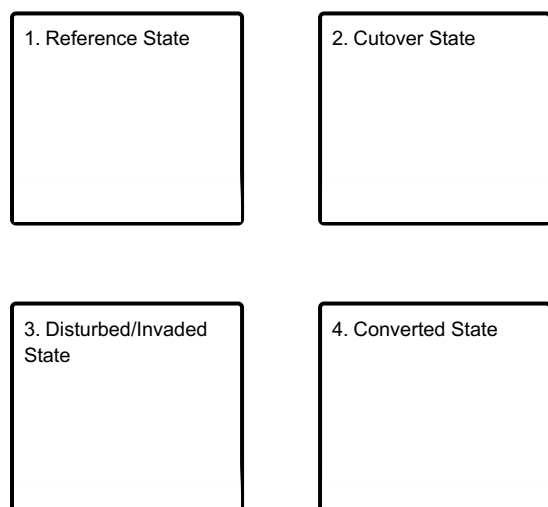 1. Reference State
2. Cutover State
3. Disturbed/Invaded
State
4. Converted State